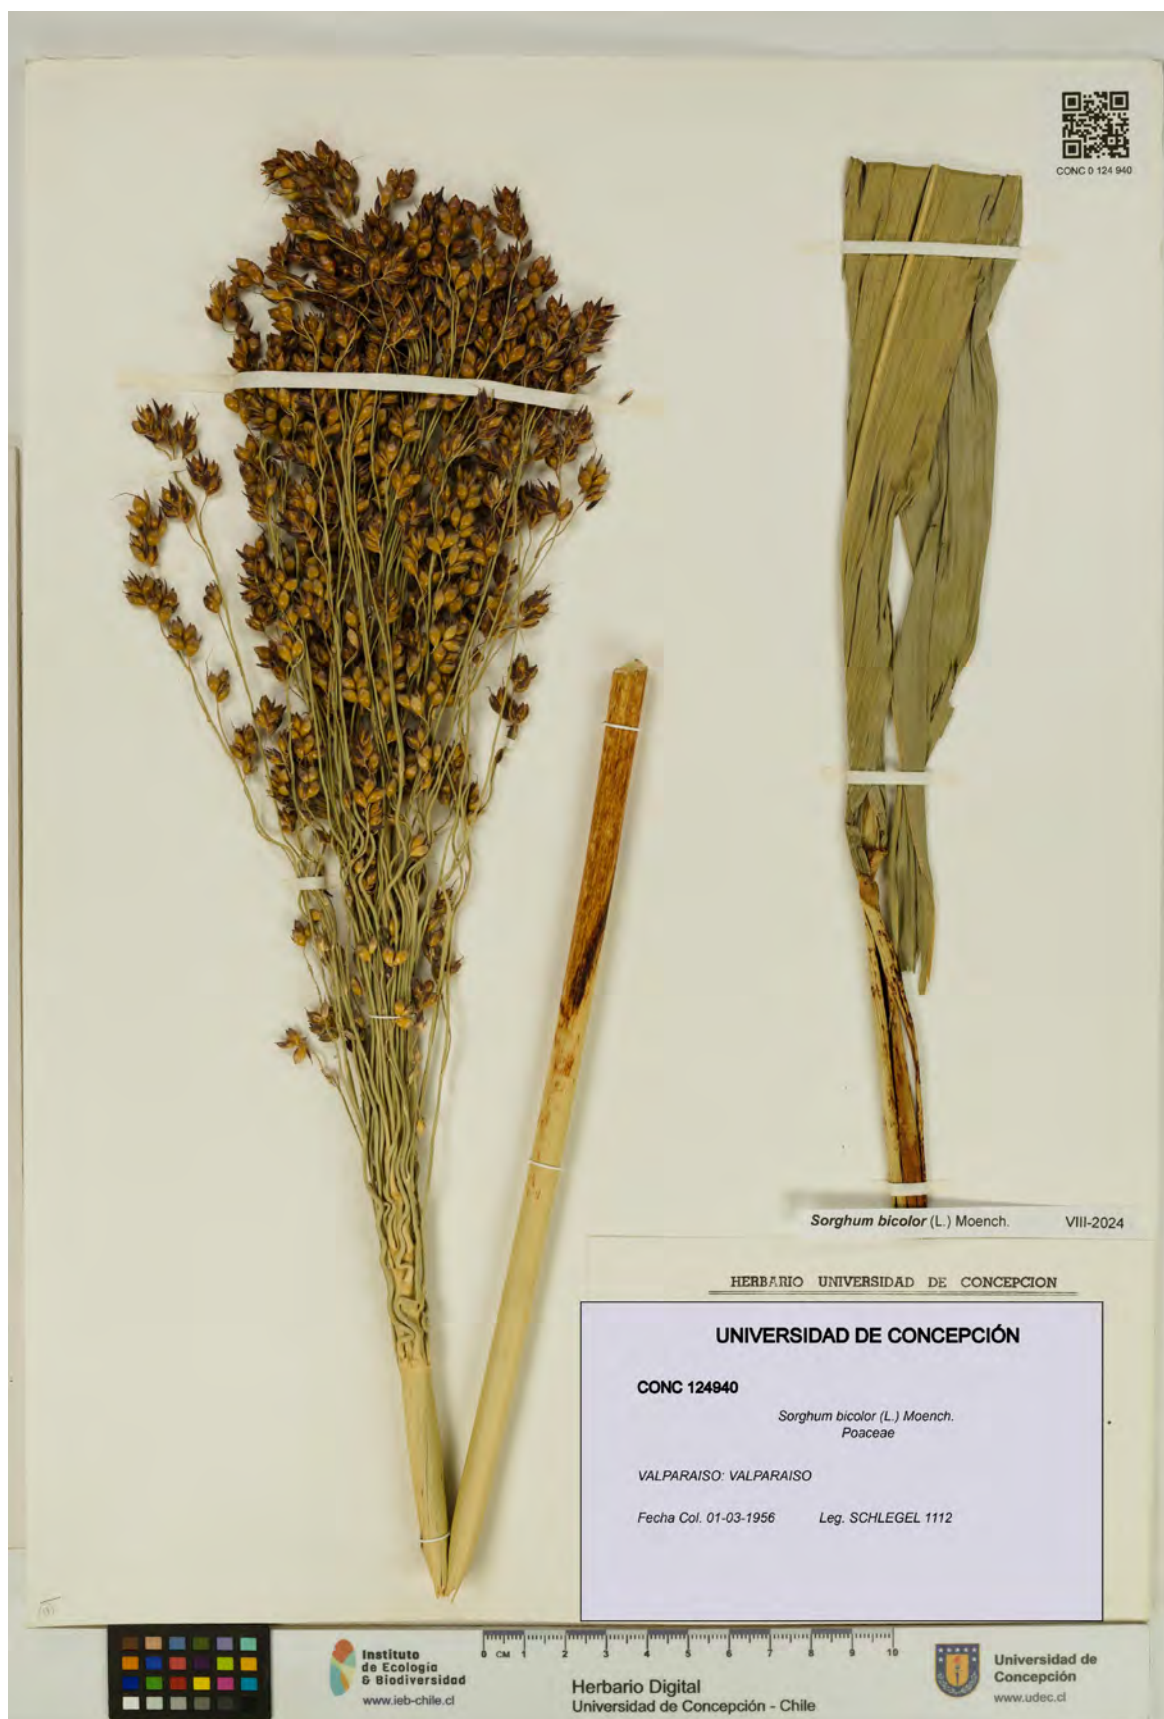 CONC 0 124 940
Sorghum bicolor (L.) Moench. VIII-2024
HERBARIO UNIVERSIDAD DE CONCEPCION
UNIVERSIDAD DE CONCEPCIÓN
CONC 124940
Sorghum bicolor (L.) Moench.
Poaceae
VALPARAISO: VALPARAISO
Fecha Col. 01-03-1956 Leg. SCHLEGEL 1112
Instituto
de Ecología
& Biodiversidad
www.ieb-chile.cl
0 CM 1 2 3 4 5 6 7 8 9 10
Herbario Digital
Universidad de Concepción - Chile
Universidad de
Concepción
www.udec.cl